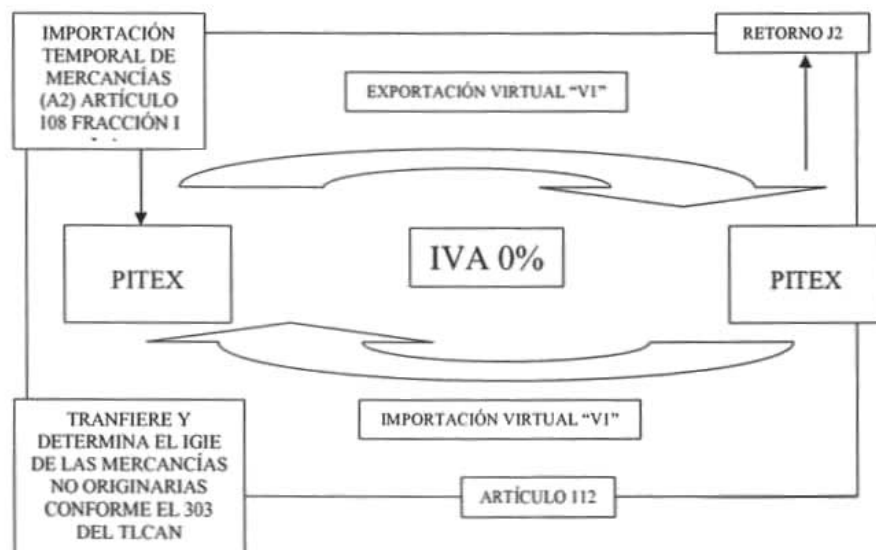 IMPORTACIÓN
TEMPORAL DE
MERCANCÍAS
(A2) ARTÍCULO
108 FRACCIÓN I
RETORNO J2
EXPORTACIÓN VIRTUAL “V1”
PITEX
IVA 0%
PITEX
IMPORTACIÓN VIRTUAL “V1”
TRANFIERE Y
DETERMINA EL IGIE
DE LAS MERCANCÍAS
NO ORIGINARIAS
CONFORME EL 303
DEL TLCAN
ARTÍCULO 112